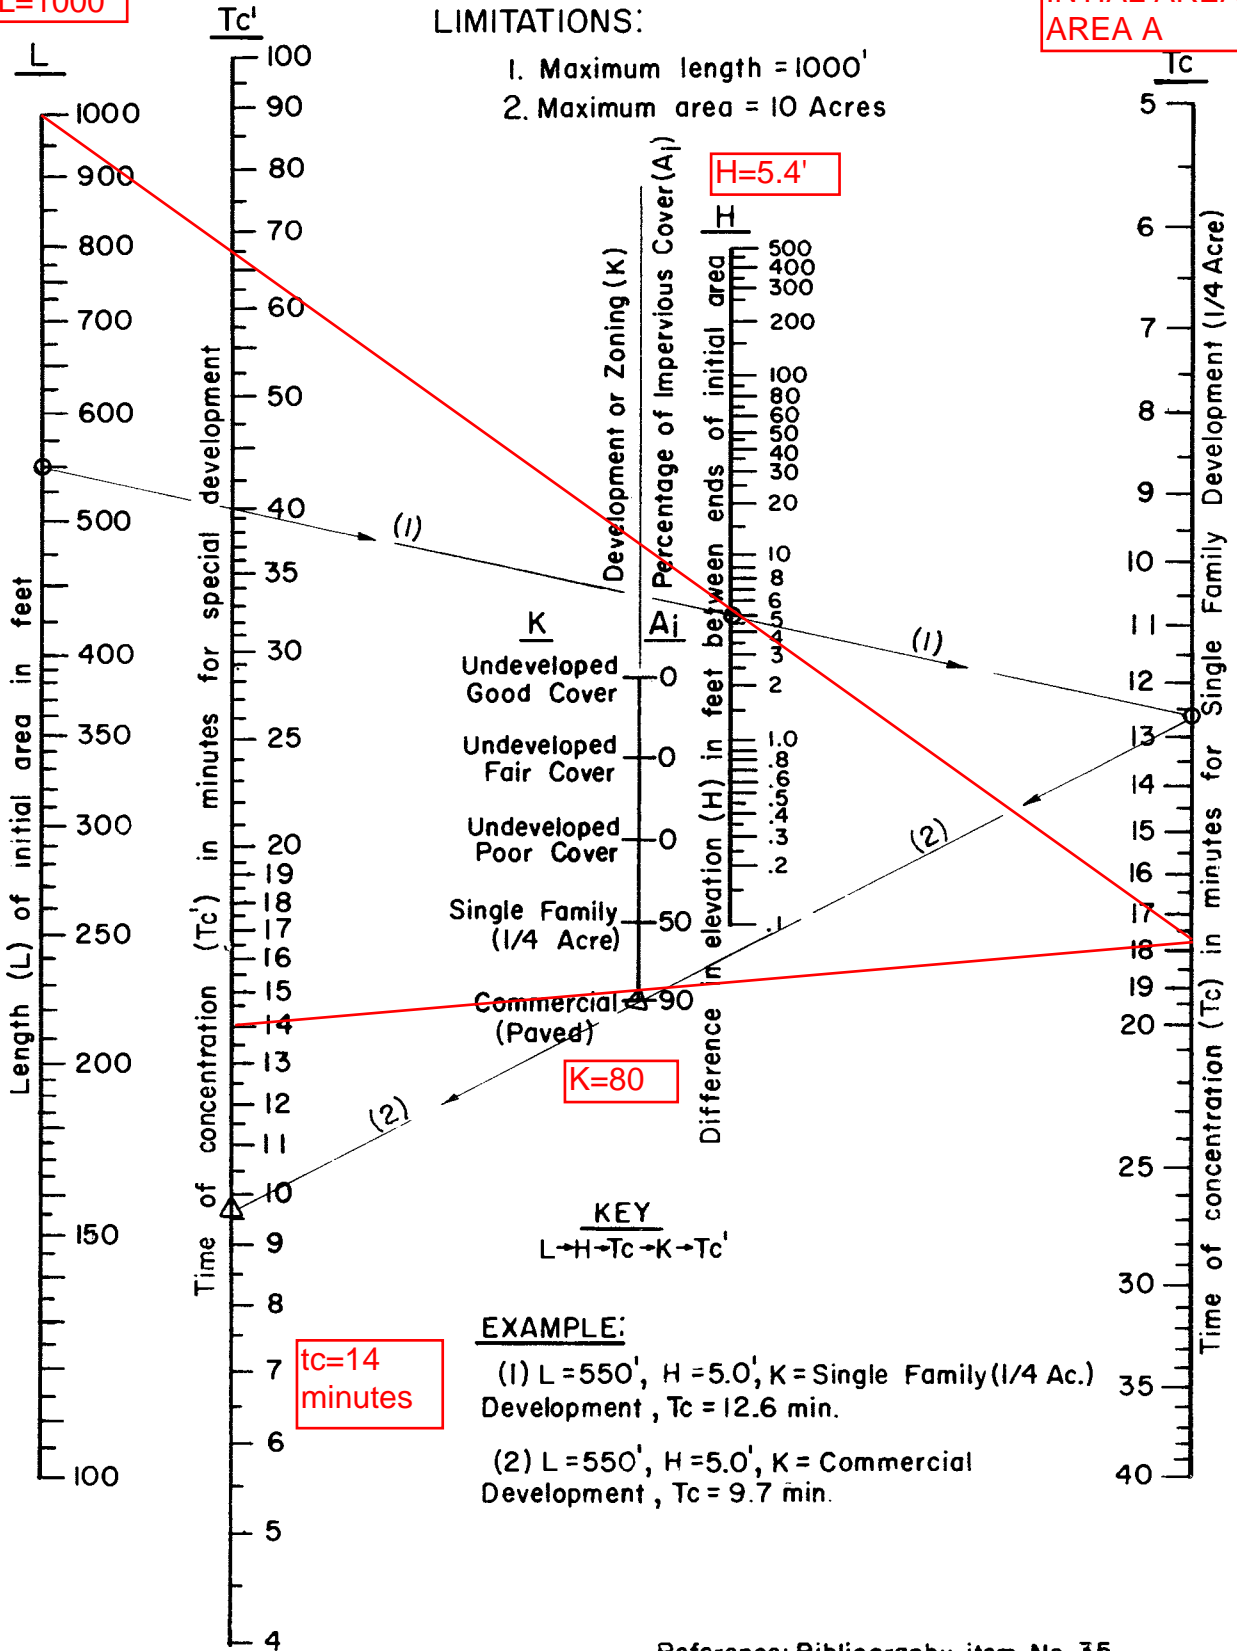 L=1000
INITIAL AREA
AREA A
LIMITATIONS:
1. Maximum length = 1000'
2. Maximum area = 10 Acres
L
Tc'
H=5.4'
H
Tc
1000
900
800
700
600
500
400
350
300
250
200
150
100
Length (L) of initial area in feet
100
90
80
70
60
50
40
35
30
25
20
19
18
17
16
15
14
13
12
11
10
9
8
7
6
5
4
Time of concentration (Tc') in minutes for special development
Development or Zoning (K)
Percentage of Impervious Cover (Ai)
K
Ai
Undeveloped
Good Cover
0
Undeveloped
Fair Cover
0
Undeveloped
Poor Cover
0
Single Family
(1/4 Acre)
50
Commercial
(Paved)
90
K=80
500
400
300
200
100
80
60
50
40
30
20
10
8
6
5
4
3
2
1.0
.8
.6
.5
.4
.3
.2
.1
Difference in elevation (H) in feet between ends of initial area
(1)
(1)
(2)
(2)
5
6
7
8
9
10
11
12
13
14
15
16
17
18
19
20
25
30
35
40
Time of concentration (Tc) in minutes for Single Family Development (1/4 Acre)
KEY
L→H→Tc→K→Tc'
tc=14
minutes
EXAMPLE:
(1) L = 550', H = 5.0', K = Single Family (1/4 Ac.)
Development, Tc = 12.6 min.
(2) L = 550', H = 5.0', K = Commercial
Development, Tc = 9.7 min.
Reference: Bibliography item No. 35